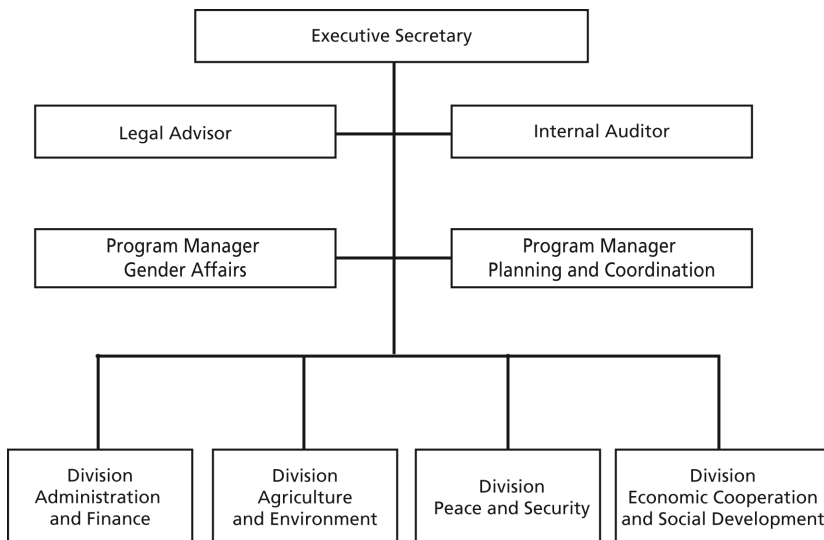 Executive Secretary
Legal Advisor
Internal Auditor
Program Manager
Gender Affairs
Program Manager
Planning and Coordination
Division
Administration
and Finance
Division
Agriculture
and Environment
Division
Peace and Security
Division
Economic Cooperation
and Social Development